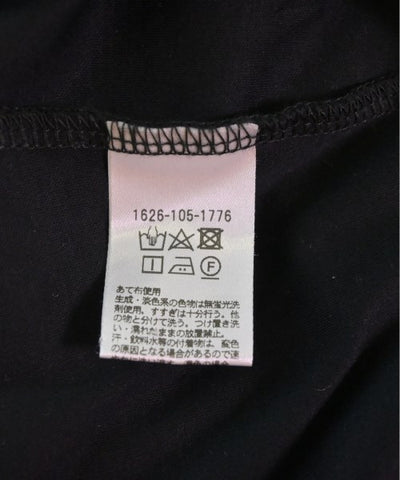 1626-105-1776
F
あて布使用
生成・淡色系の色物は無蛍光洗
剤使用、すすぎは十分行う。他
の物と分けて洗う。つけ置き洗
い・濡れたままの放置禁止。
汗・飲料水等の付着物は、変色
の原因となる場合があるので速